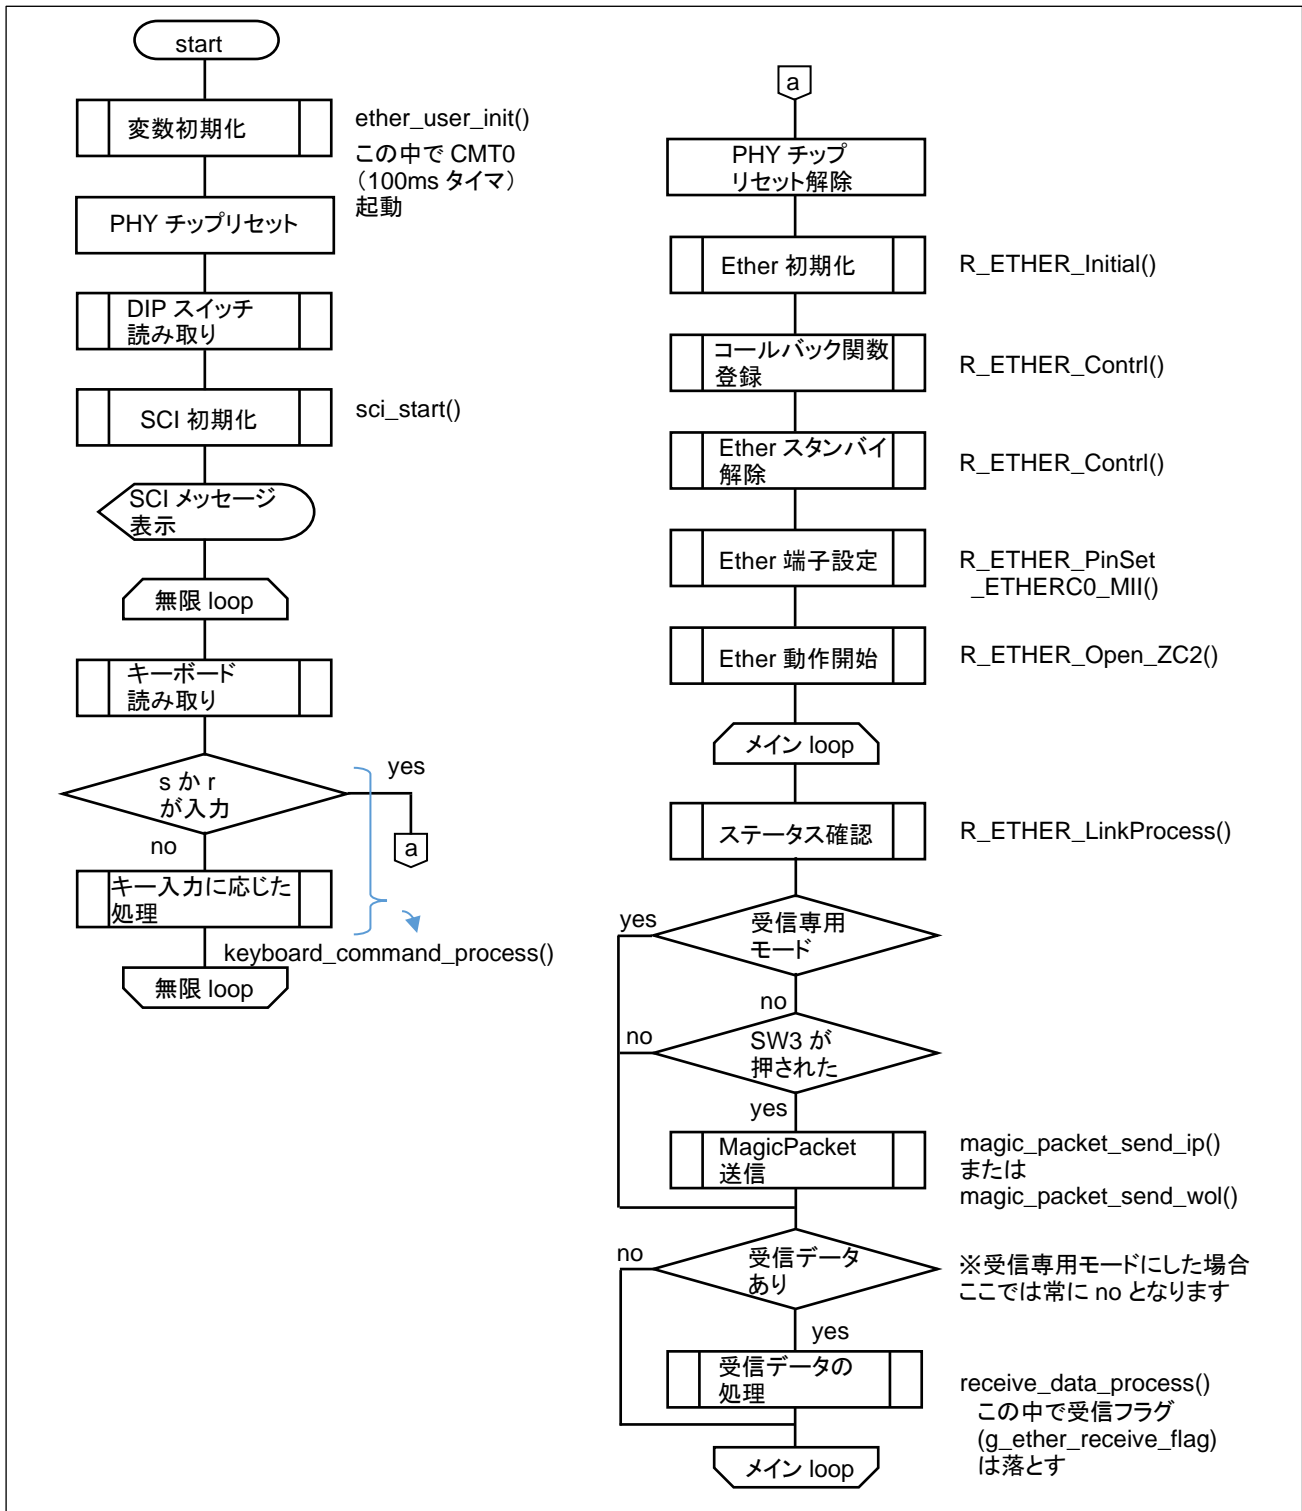 start
変数初期化
ether_user_init()
この中で CMT0
（100ms タイマ）
起動
PHY チップリセット
DIP スイッチ
読み取り
SCI 初期化
sci_start()
SCI メッセージ
表示
無限 loop
キーボード
読み取り
s か r
が入力
yes
a
no
キー入力に応じた
処理
keyboard_command_process()
無限 loop
a
PHY チップ
リセット解除
Ether 初期化
R_ETHER_Initial()
コールバック関数
登録
R_ETHER_Contrl()
Ether スタンバイ
解除
R_ETHER_Contrl()
Ether 端子設定
R_ETHER_PinSet
_ETHERC0_MII()
Ether 動作開始
R_ETHER_Open_ZC2()
メイン loop
ステータス確認
R_ETHER_LinkProcess()
yes
受信専用
モード
no
no
SW3 が
押された
yes
MagicPacket
送信
magic_packet_send_ip()
または
magic_packet_send_wol()
no
受信データ
あり
※受信専用モードにした場合
ここでは常に no となります
yes
受信データの
処理
receive_data_process()
この中で受信フラグ
(g_ether_receive_flag)
は落とす
メイン loop